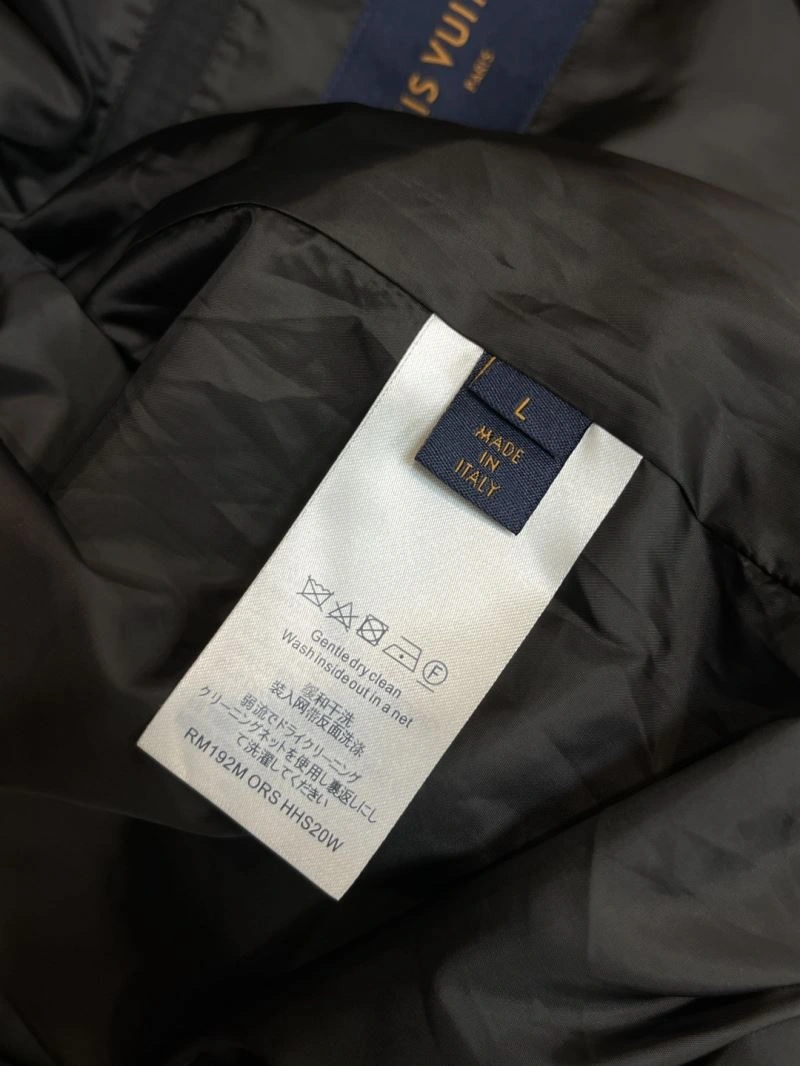 IS VUIT
PARIS
L
MADE
IN
ITALY
F
Gentle dry clean
Wash inside out in a net
缓和干洗
装入网带反面洗涤
弱流でドライクリーニング
クリーニングネットを使用し裏返しにし
て洗濯してください
RM192M ORS HHS20W